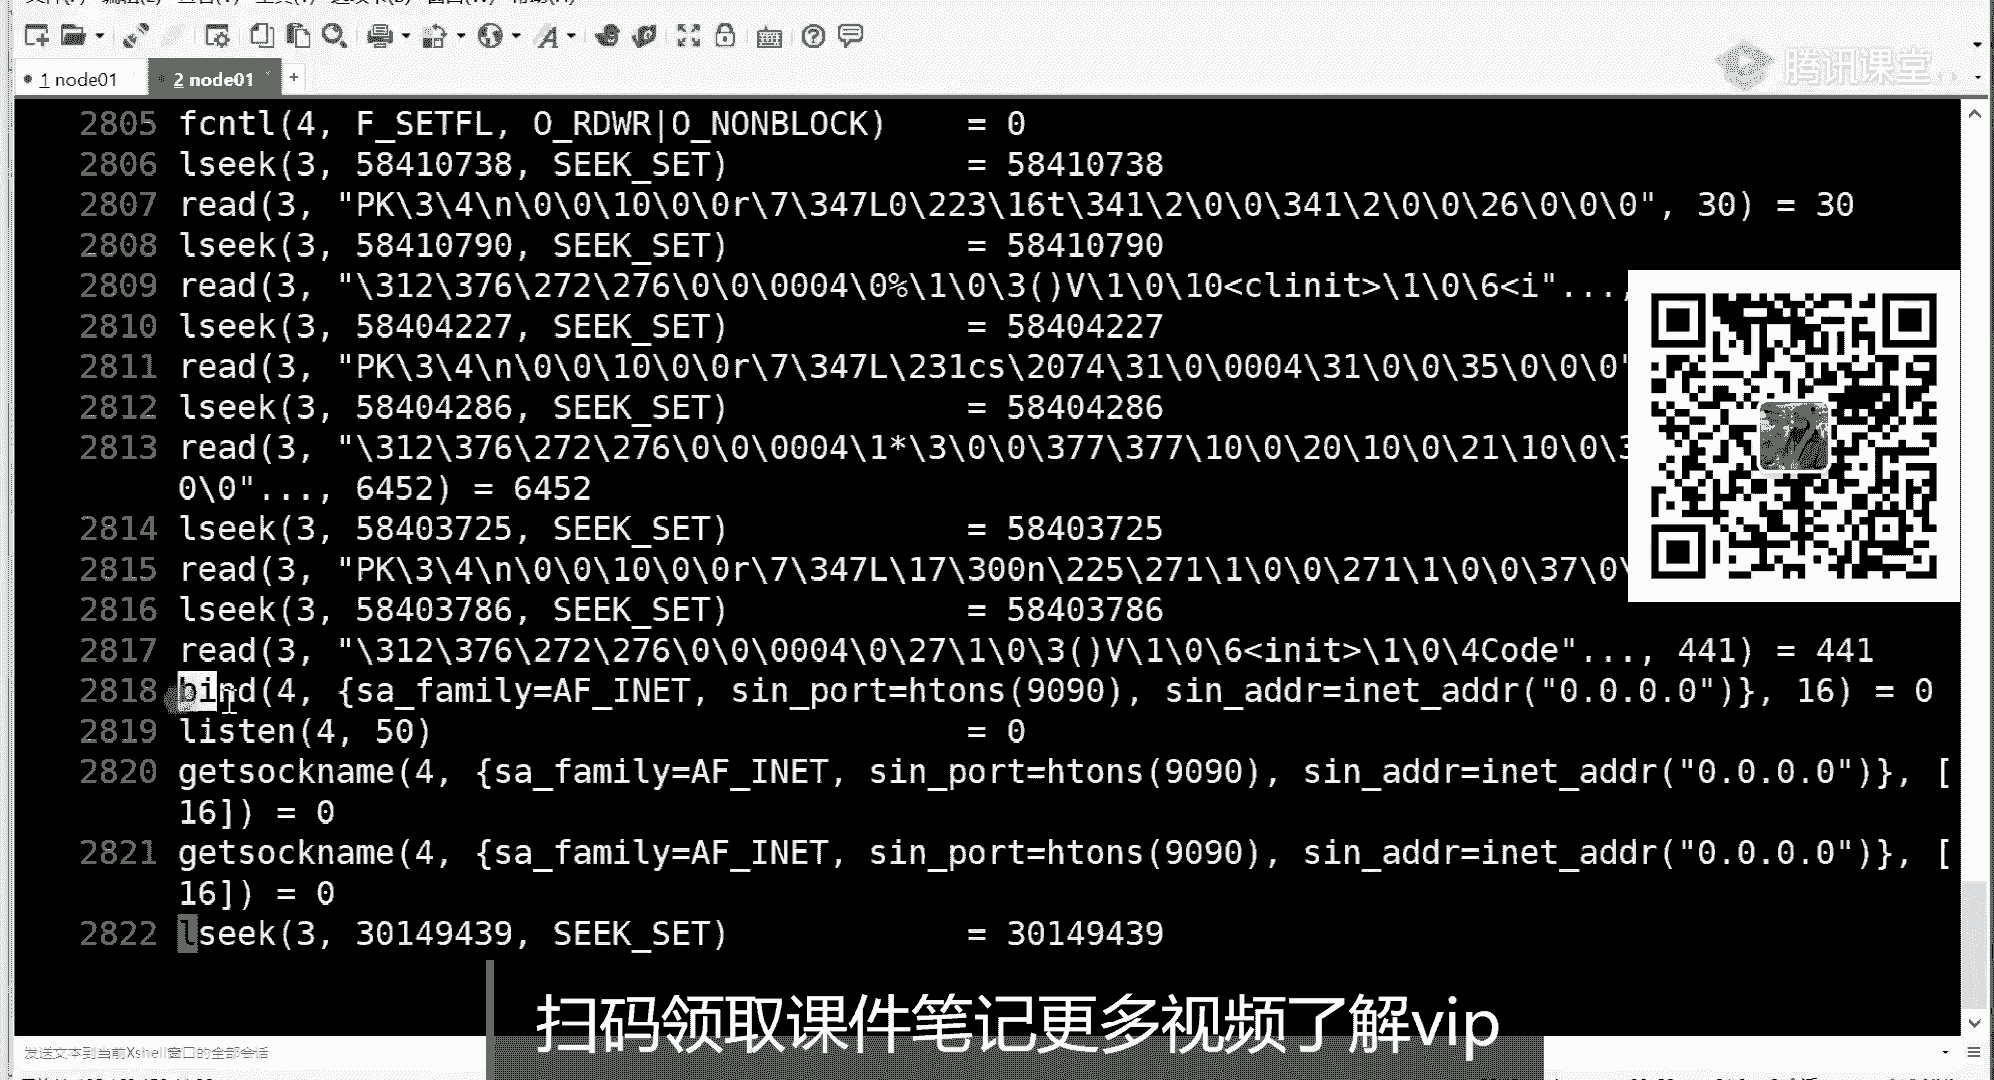 腾讯课堂
1 node01
2 node01
2805 fcntl(4, F_SETFL, O_RDWR|O_NONBLOCK) = 0
2806 lseek(3, 58410738, SEEK_SET) = 58410738
2807 read(3, "PK\3\4\n\0\0\10\0\0r\7\347L0\223\16t\341\2\0\0\341\2\0\0\26\0\0\0", 30) = 30
2808 lseek(3, 58410790, SEEK_SET) = 58410790
2809 read(3, "\312\376\272\276\0\0\0004\0%\1\0\3()V\1\0\10<clinit>\1\0\6<i"...,
2810 lseek(3, 58404227, SEEK_SET) = 58404227
2811 read(3, "PK\3\4\n\0\0\10\0\0r\7\347L\231cs\2074\31\0\0004\31\0\0\35\0\0\0"
2812 lseek(3, 58404286, SEEK_SET) = 58404286
2813 read(3, "\312\376\272\276\0\0\0004\1*\3\0\0\377\377\10\0\20\10\0\21\10\0\3
0\0"..., 6452) = 6452
2814 lseek(3, 58403725, SEEK_SET) = 58403725
2815 read(3, "PK\3\4\n\0\0\10\0\0r\7\347L\17\300n\225\271\1\0\0\271\1\0\0\37\0\
2816 lseek(3, 58403786, SEEK_SET) = 58403786
2817 read(3, "\312\376\272\276\0\0\0004\0\27\1\0\3()V\1\0\6<init>\1\0\4Code"..., 441) = 441
2818 bind(4, {sa_family=AF_INET, sin_port=htons(9090), sin_addr=inet_addr("0.0.0.0")}, 16) = 0
2819 listen(4, 50) = 0
2820 getsockname(4, {sa_family=AF_INET, sin_port=htons(9090), sin_addr=inet_addr("0.0.0.0")}, [
16]) = 0
2821 getsockname(4, {sa_family=AF_INET, sin_port=htons(9090), sin_addr=inet_addr("0.0.0.0")}, [
16]) = 0
2822 lseek(3, 30149439, SEEK_SET) = 30149439
扫码领取课件笔记更多视频了解vip
发送文本到当前Xshell窗口的全部会话